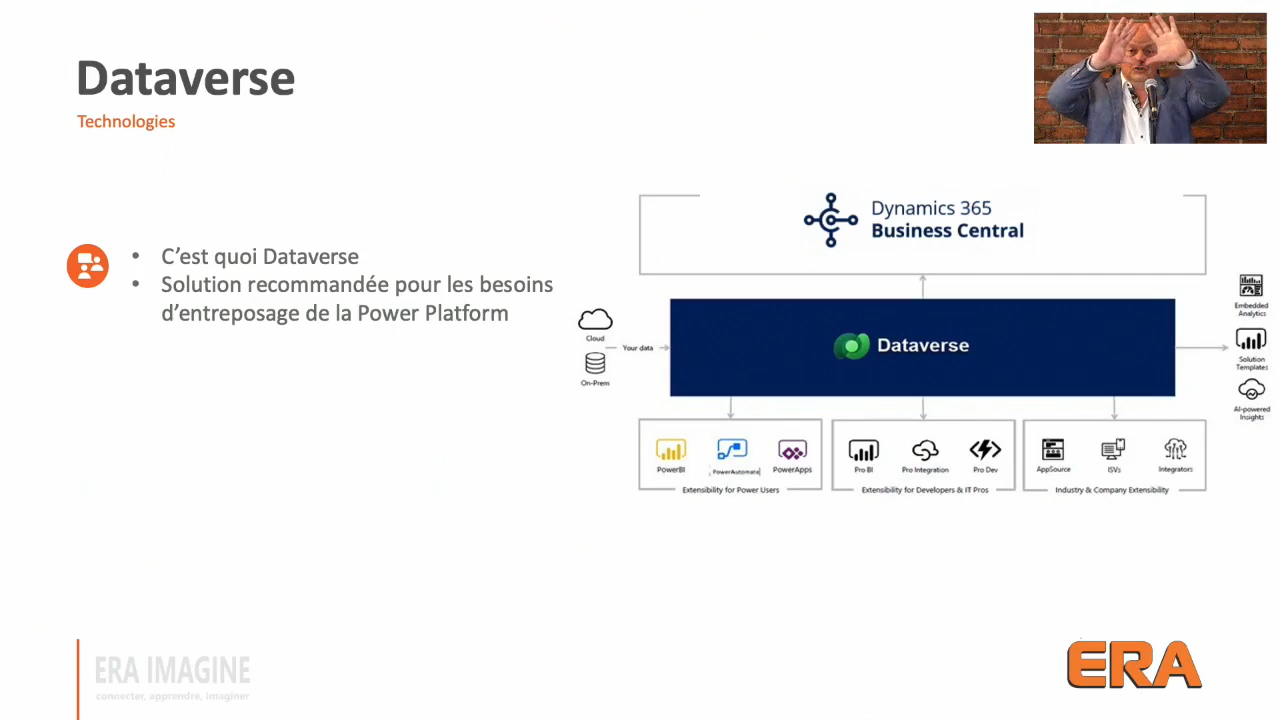 Dataverse
Technologies
• C’est quoi Dataverse
• Solution recommandée pour les besoins
d’entreposage de la Power Platform
Dynamics 365
Business Central
Cloud
On-Prem
Your data
Dataverse
Embedded
Analytics
Solution
Templates
AI-powered
Insights
PowerBI
PowerAutomate
PowerApps
Extensibility for Power Users
Pro BI
Pro Integration
Pro Dev
Extensibility for Developers & IT Pros
AppSource
ISVs
Integrators
Industry & Company Extensibility
ERA IMAGINE
connecter, apprendre, imaginer
ERA